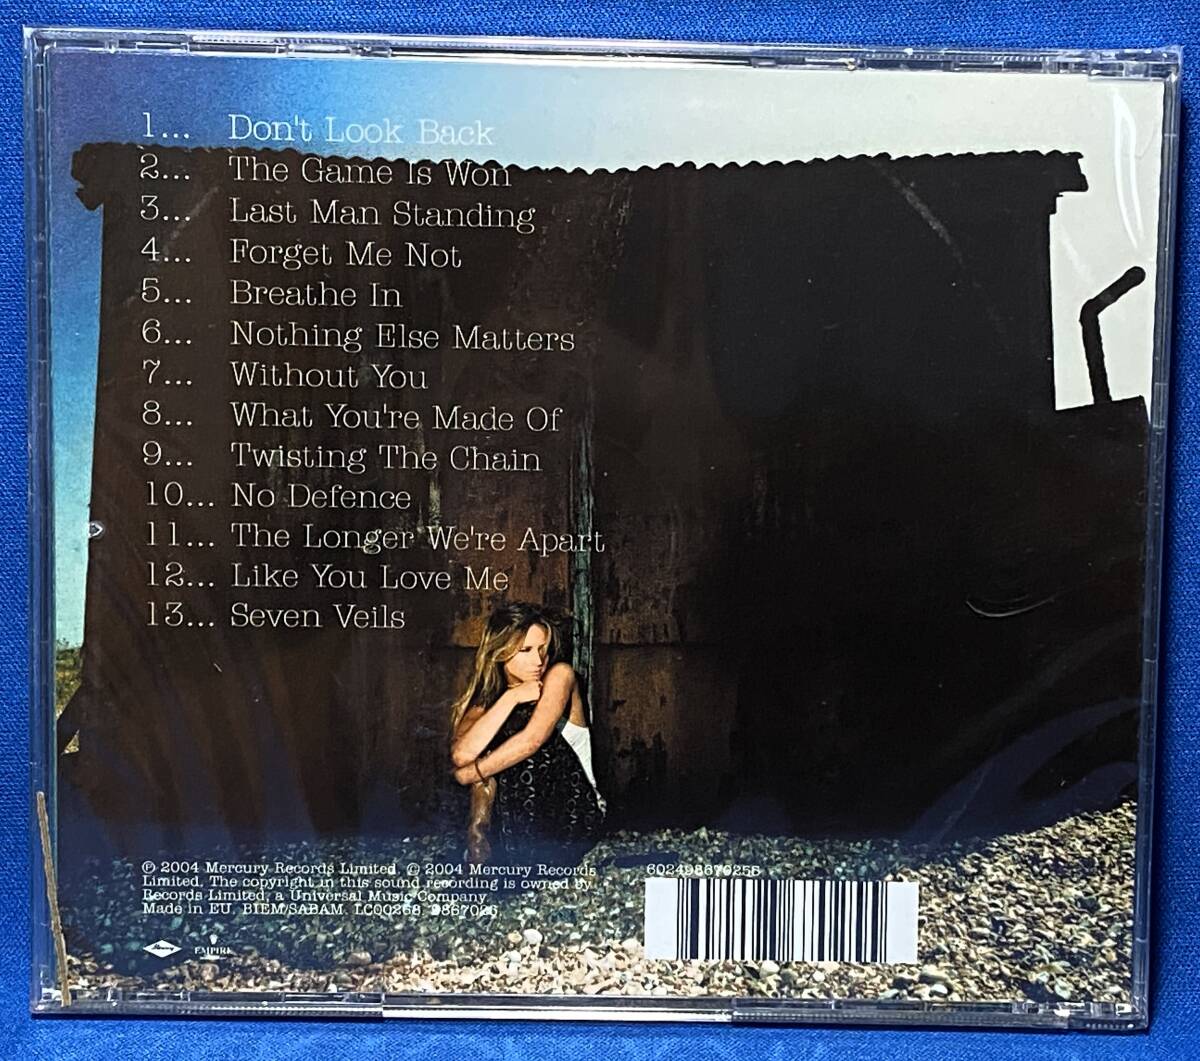 1... Don't Look Back
2... The Game Is Won
3... Last Man Standing
4... Forget Me Not
5... Breathe In
6... Nothing Else Matters
7... Without You
8... What You're Made Of
9... Twisting The Chain
10... No Defence
11... The Longer We're Apart
12... Like You Love Me
13... Seven Veils
℗ 2004 Mercury Records Limited. © 2004 Mercury Records
Limited. The copyright in this sound recording is owned by
Records Limited, a Universal Music Company.
Made in EU. BIEM/SABAM. LC00268.
EMPIRE